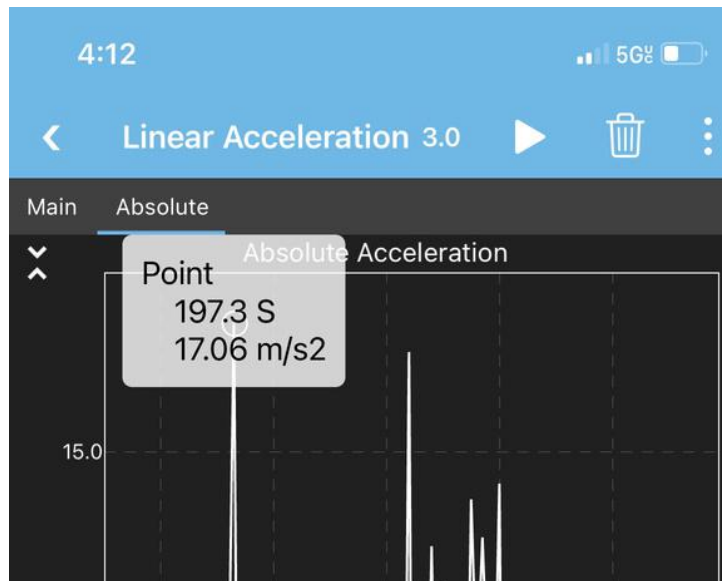 4:12
5G UC
Linear Acceleration 3.0
Main Absolute
Absolute Acceleration
Point
197.3 S
17.06 m/s2
15.0